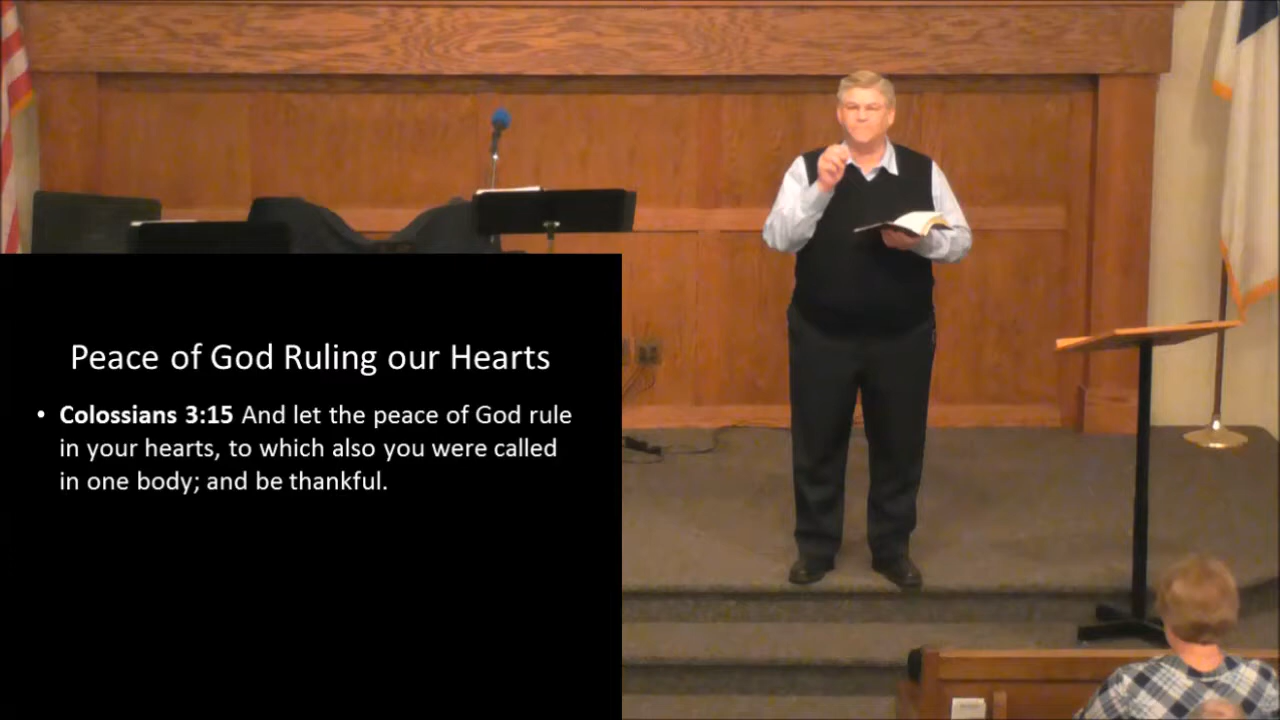 Peace of God Ruling our Hearts
• Colossians 3:15 And let the peace of God rule
in your hearts, to which also you were called
in one body; and be thankful.